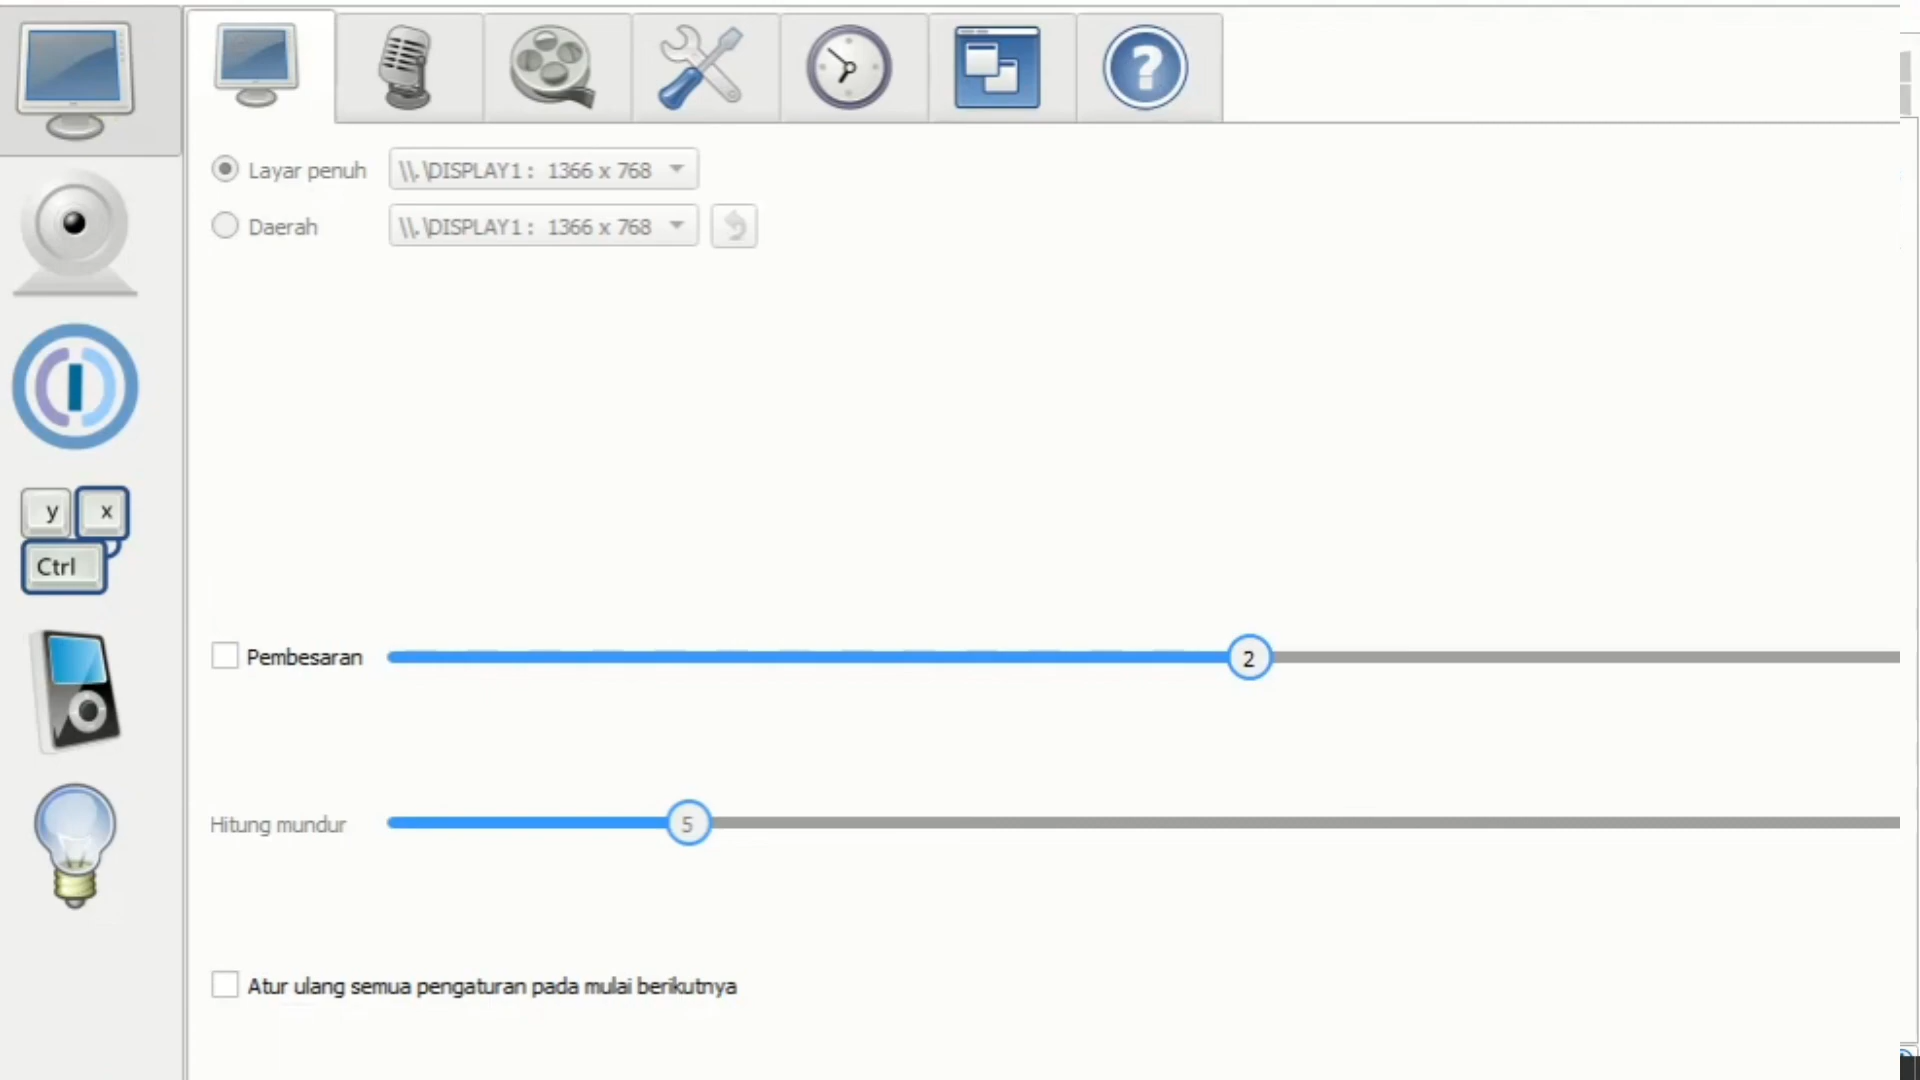 Layar penuh \\.\DISPLAY1 : 1366 x 768
Daerah \\.\DISPLAY1 : 1366 x 768
y x
Ctrl
Pembesaran 2
Hitung mundur 5
Atur ulang semua pengaturan pada mulai berikutnya